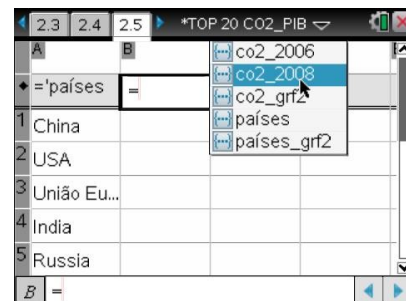 2.3 2.4 2.5 *TOP 20 CO2_PIB
A B
co2_2006
co2_2008
co2_grf2
países
países_grf2
='países =
1 China
2 USA
3 União Eu...
4 India
5 Russia
B =